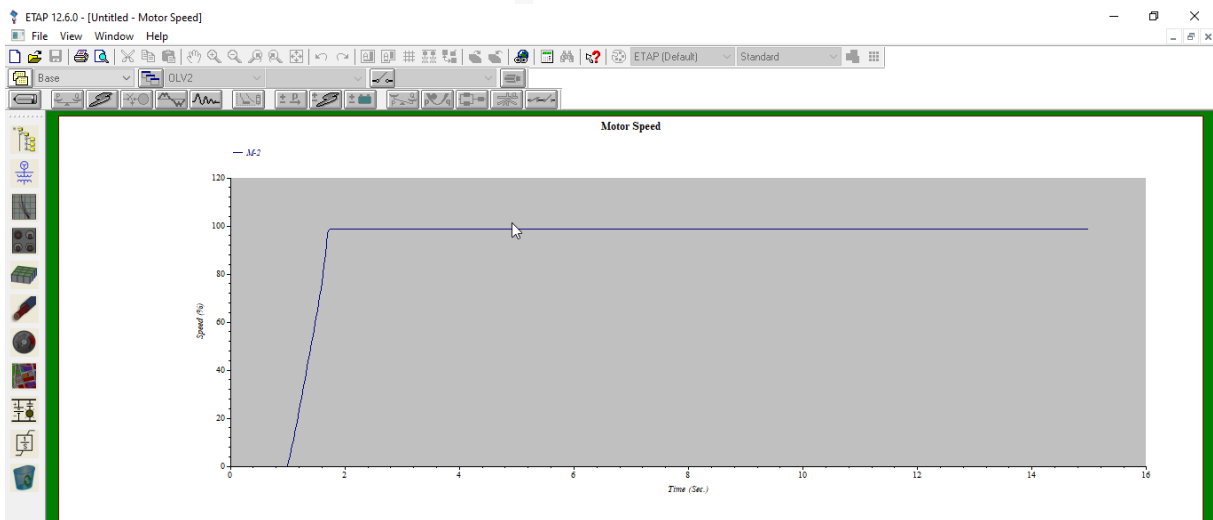 ETAP 12.6.0 - [Untitled - Motor Speed]
File View Window Help
ETAP (Default) Standard
Base OLV2
Motor Speed
M-2
120
100
80
60
40
20
0
Speed (%)
0 2 4 6 8 10 12 14 16
Time (Sec.)